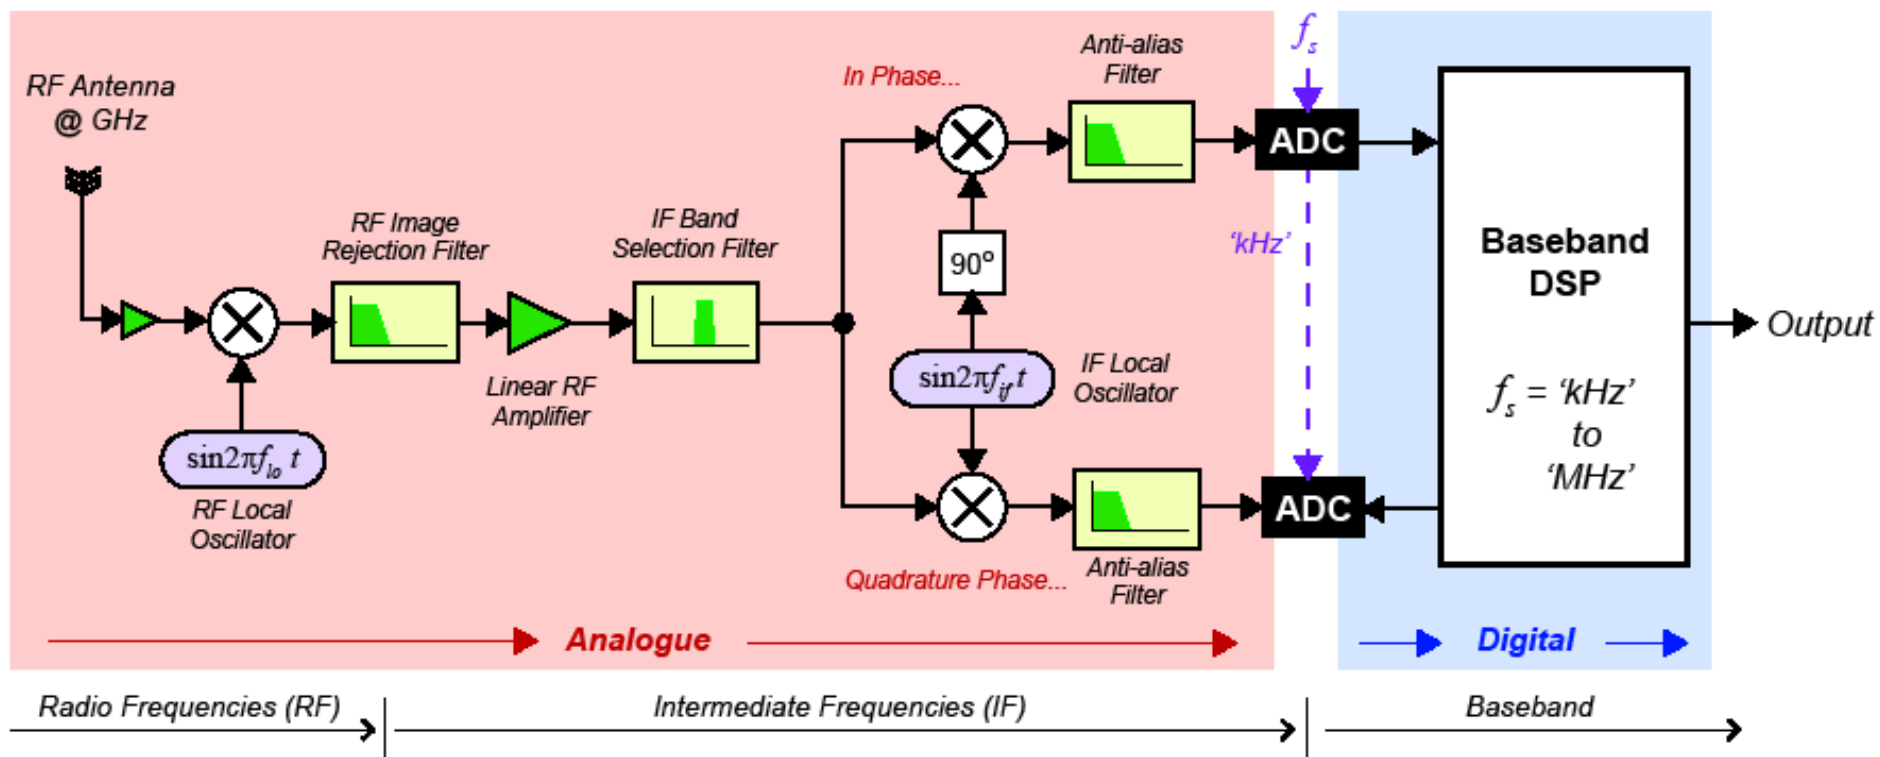 RF Antenna
@ GHz
RF Image
Rejection Filter
IF Band
Selection Filter
Linear RF
Amplifier
sin2πf_lo t
RF Local
Oscillator
In Phase...
Anti-alias
Filter
90°
sin2πf_if t
IF Local
Oscillator
Quadrature Phase...
Anti-alias
Filter
f_s
ADC
'kHz'
ADC
Baseband
DSP
f_s = 'kHz'
to
'MHz'
Output
Analogue
Digital
Radio Frequencies (RF)
Intermediate Frequencies (IF)
Baseband